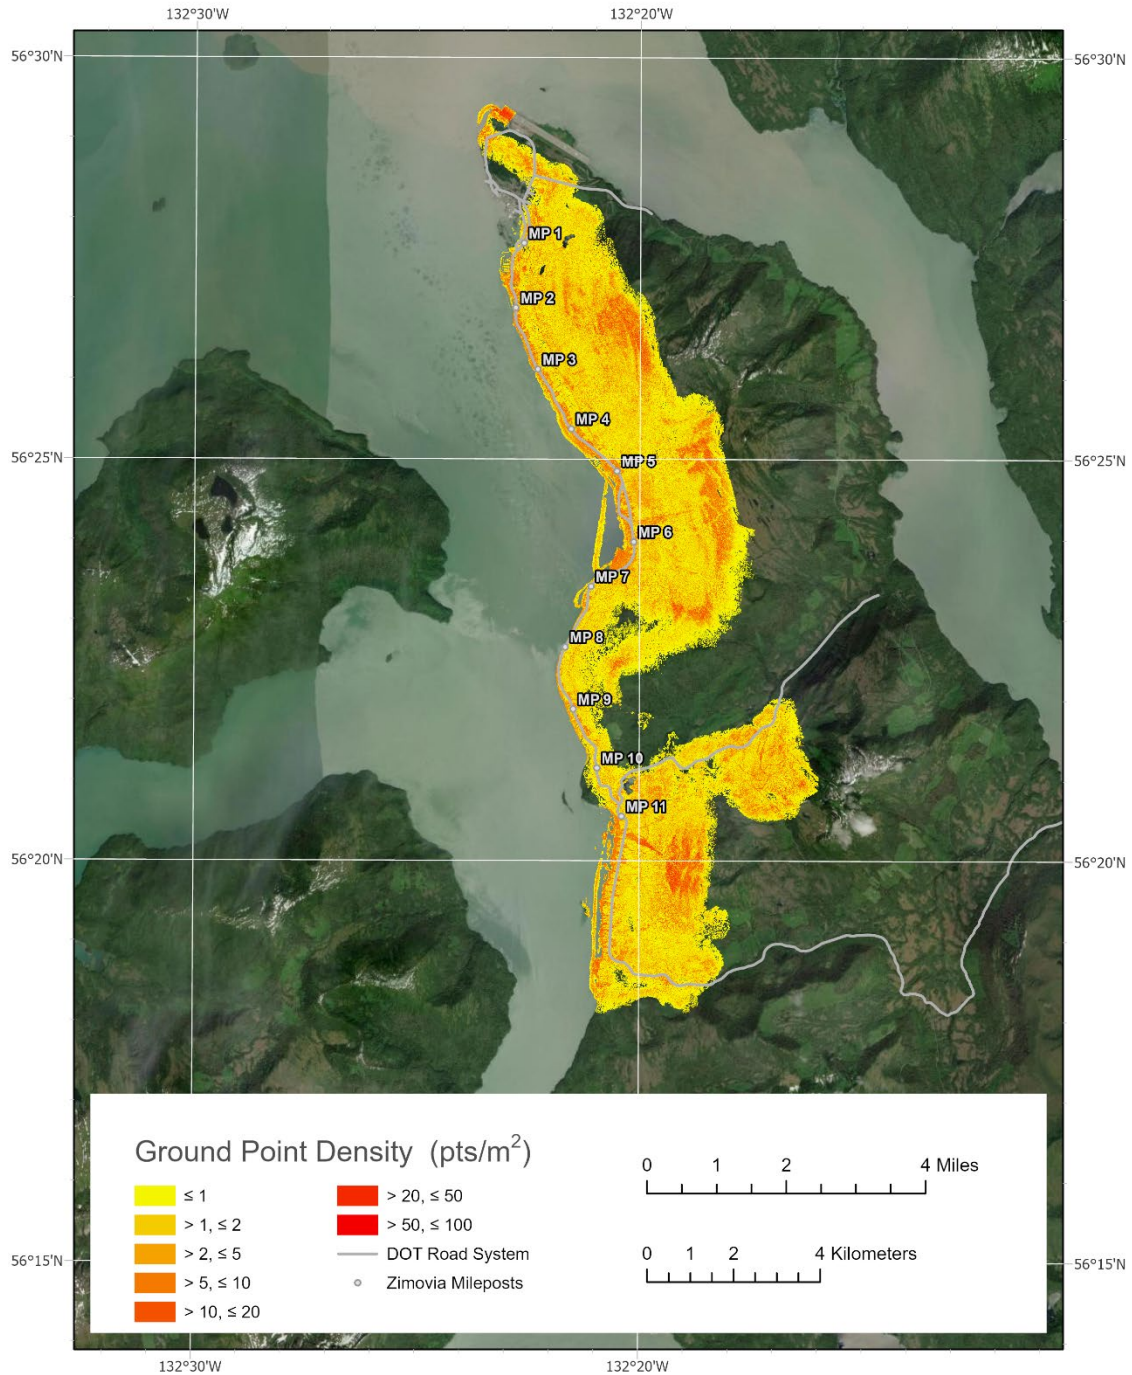 132°30'W 132°20'W
56°30'N 56°30'N
MP 1
MP 2
MP 3
MP 4
56°25'N MP 5 56°25'N
MP 6
MP 7
MP 8
MP 9
MP 10
MP 11
56°20'N 56°20'N
Ground Point Density (pts/m²)
≤ 1
> 1, ≤ 2
> 2, ≤ 5
> 5, ≤ 10
> 10, ≤ 20
> 20, ≤ 50
> 50, ≤ 100
DOT Road System
Zimovia Mileposts
0 1 2 4 Miles
0 1 2 4 Kilometers
56°15'N 56°15'N
132°30'W 132°20'W